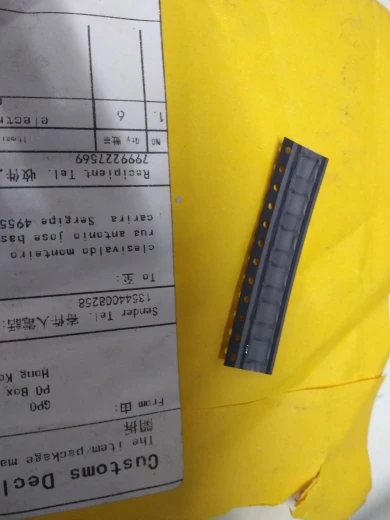 Customs Decl
The item package ma
開拆
From 由: GPO
PO Box
Hong Ko
Sender Tel. 寄件人電話:
13544008258
To 至:
clesivaldo monteiro
rua antonio jose bas
carira Sergipe 4955
Recipient Tel. 收件人
7999227569
NO Qty 數量 Item
1. 6 electr